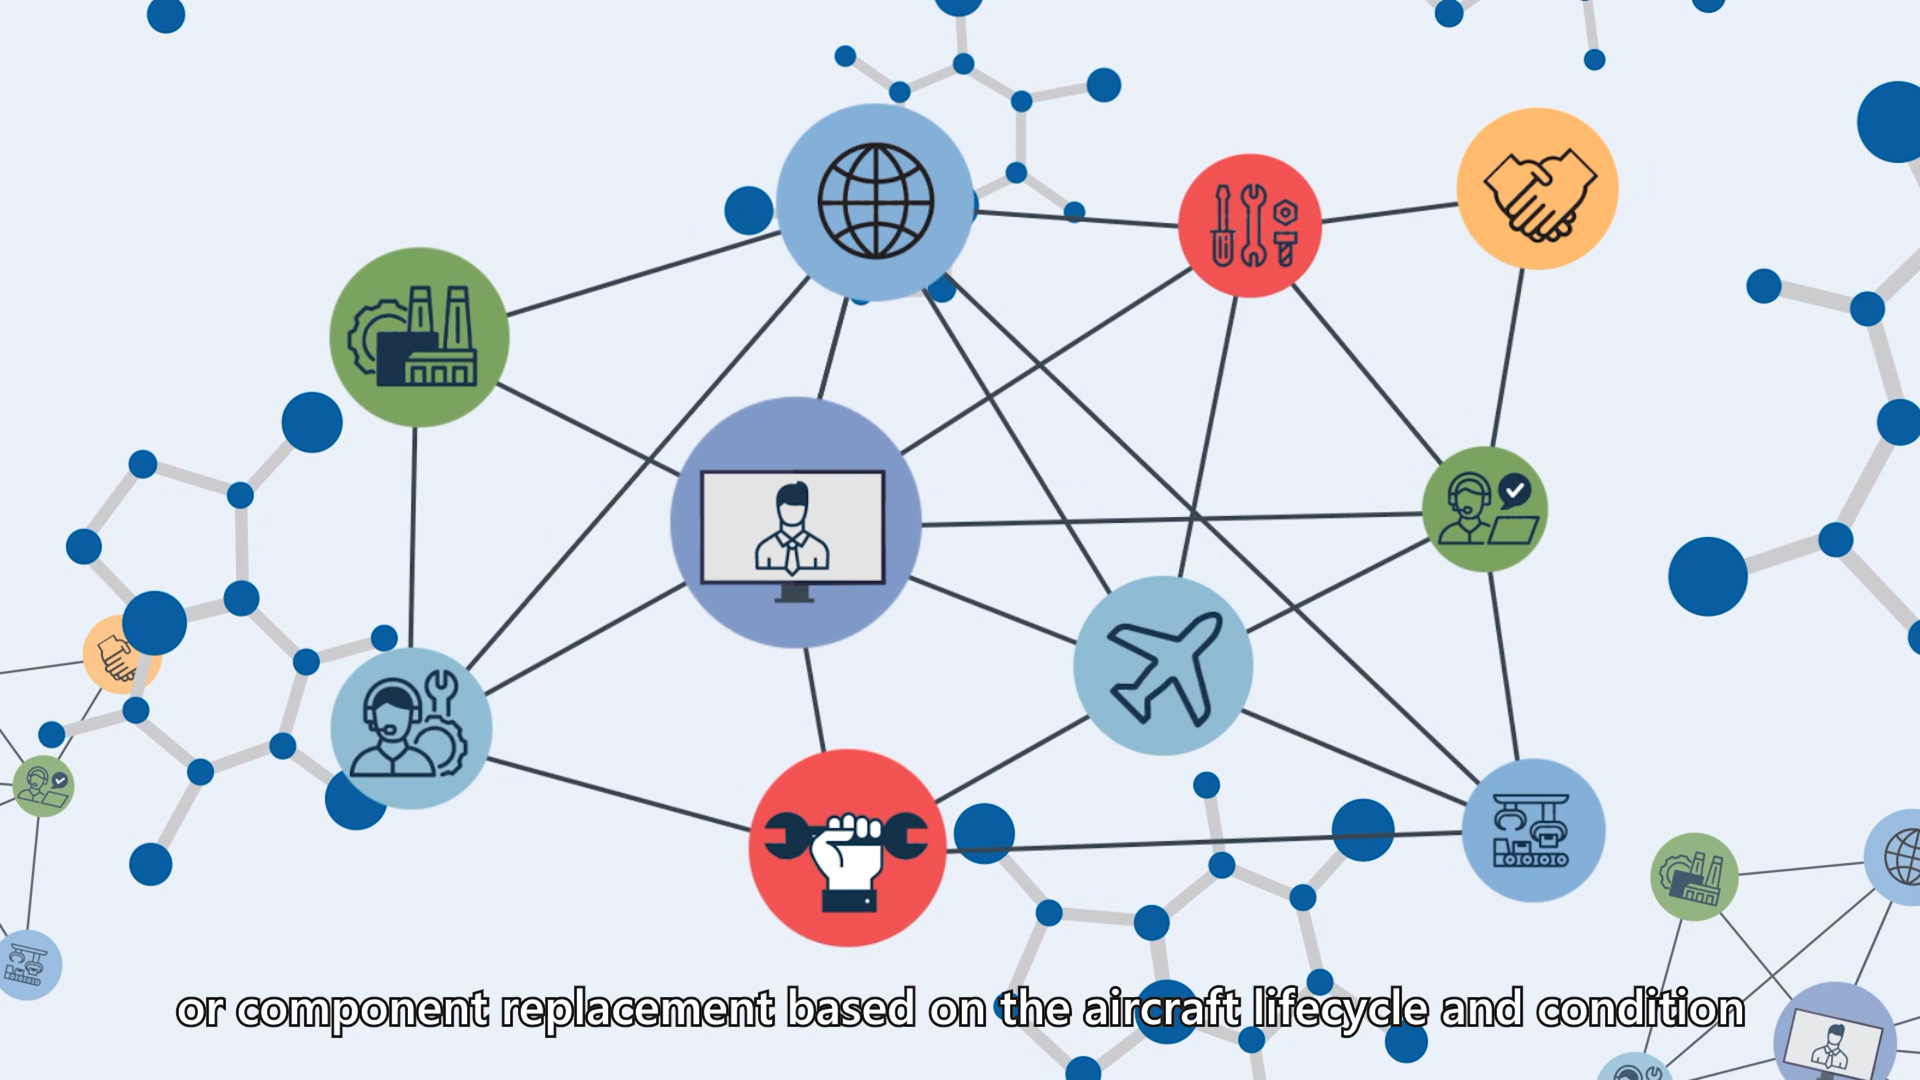 or component replacement based on the aircraft lifecycle and condition